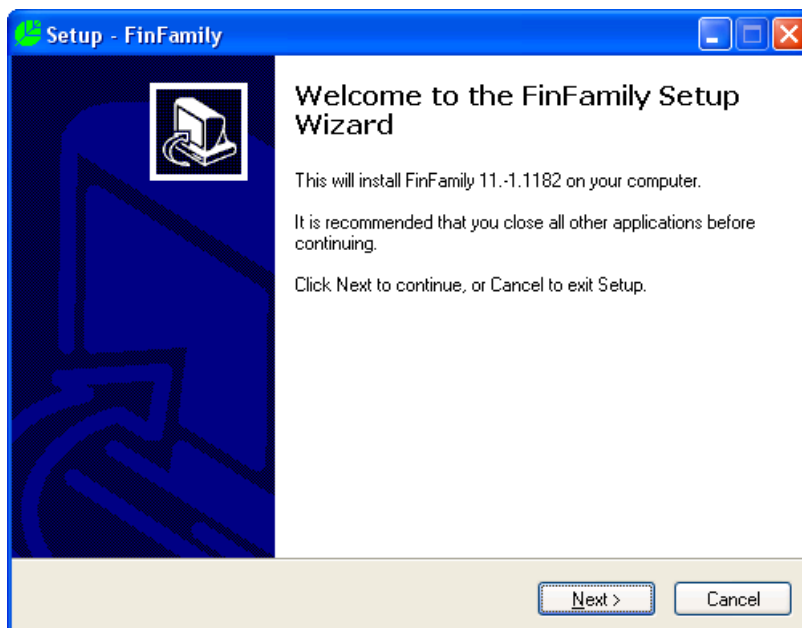 Setup - FinFamily
Welcome to the FinFamily Setup
Wizard
This will install FinFamily 11.-1.1182 on your computer.
It is recommended that you close all other applications before
continuing.
Click Next to continue, or Cancel to exit Setup.
Next >
Cancel